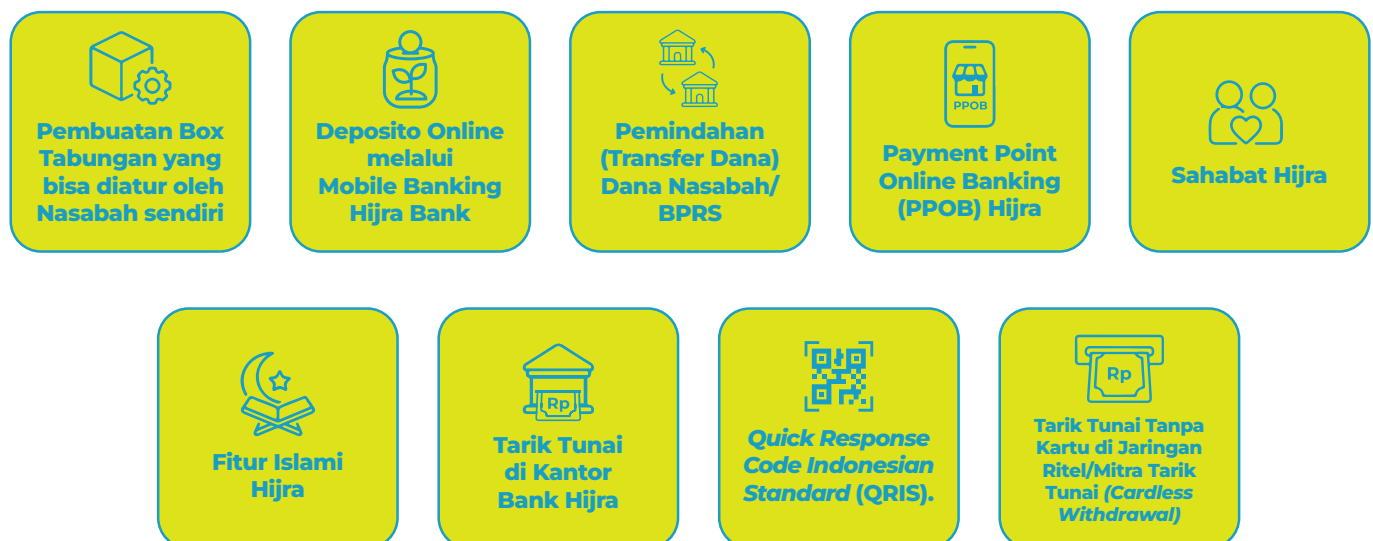 Pembuatan Box
Tabungan yang
bisa diatur oleh
Nasabah sendiri
Deposito Online
melalui
Mobile Banking
Hijra Bank
Pemindahan
(Transfer Dana)
Dana Nasabah/
BPRS
PPOB
Payment Point
Online Banking
(PPOB) Hijra
Sahabat Hijra
Fitur Islami
Hijra
Rp
Tarik Tunai
di Kantor
Bank Hijra
Quick Response
Code Indonesian
Standard (QRIS).
Rp
Tarik Tunai Tanpa
Kartu di Jaringan
Ritel/Mitra Tarik
Tunai (Cardless
Withdrawal)